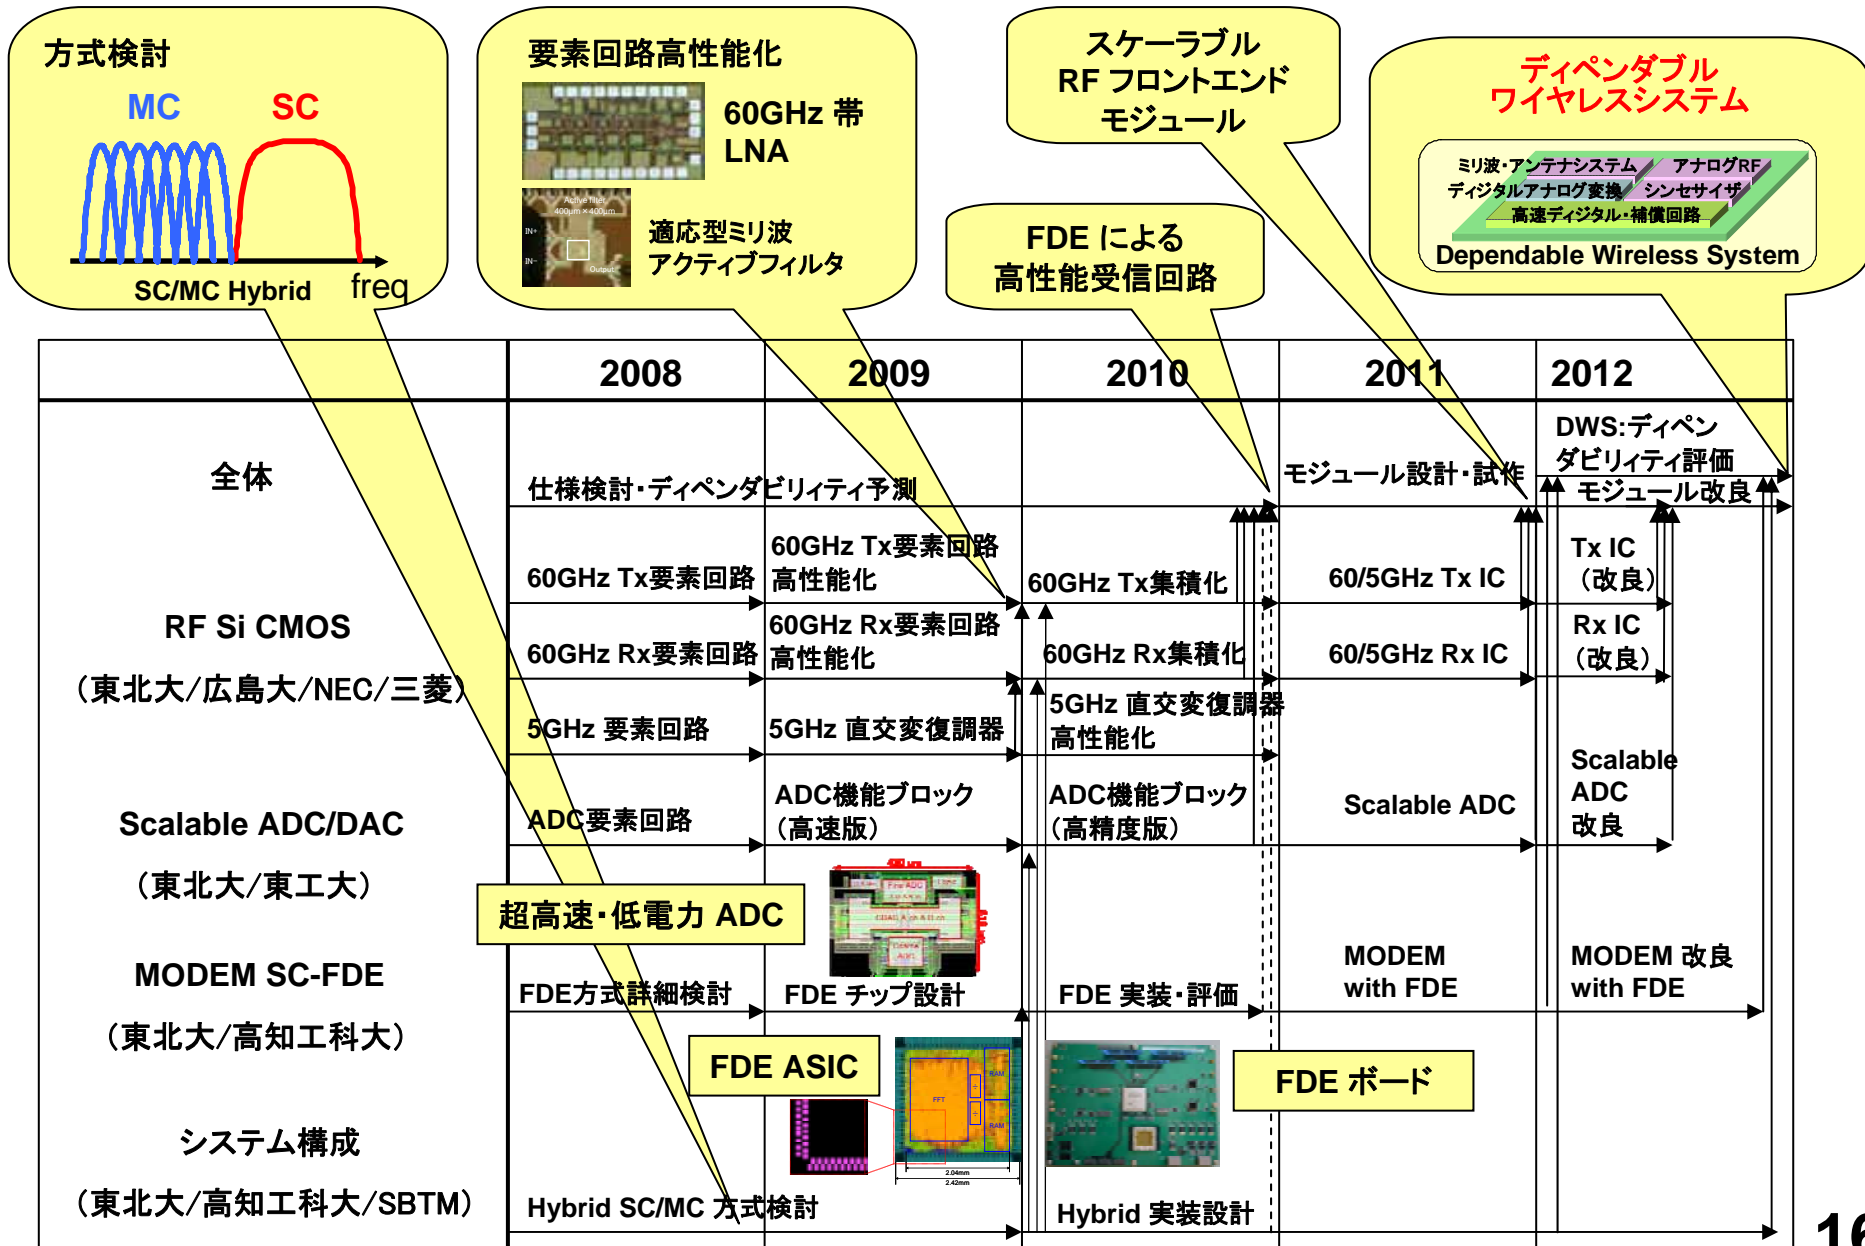 方式検討
MC
SC
SC/MC Hybrid
freq
要素回路高性能化
60GHz 帯
LNA
Active filter
400μm×400μm
IN+
IN−
Output
適応型ミリ波
アクティブフィルタ
スケーラブル
RF フロントエンド
モジュール
FDE による
高性能受信回路
ディペンダブル
ワイヤレスシステム
ミリ波・アンテナシステム
アナログRF
ディジタルアナログ変換
シンセサイザ
高速ディジタル・補償回路
Dependable Wireless System
2008
2009
2010
2011
2012
全体
仕様検討・ディペンダビリィティ予測
モジュール設計・試作
DWS:ディペン
ダビリィティ評価
モジュール改良
RF Si CMOS
（東北大/広島大/NEC/三菱）
60GHz Tx要素回路
60GHz Tx要素回路
高性能化
60GHz Tx集積化
60/5GHz Tx IC
Tx IC
（改良）
60GHz Rx要素回路
60GHz Rx要素回路
高性能化
60GHz Rx集積化
60/5GHz Rx IC
Rx IC
（改良）
5GHz 要素回路
5GHz 直交変復調器
5GHz 直交変復調器
高性能化
Scalable ADC/DAC
（東北大/東工大）
ADC要素回路
ADC機能ブロック
（高速版）
ADC機能ブロック
（高精度版）
Scalable ADC
Scalable
ADC
改良
超高速・低電力 ADC
Fine ADC
MODEM SC-FDE
（東北大/高知工科大）
FDE方式詳細検討
FDE チップ設計
FDE 実装・評価
MODEM
with FDE
MODEM 改良
with FDE
FDE ASIC
FFT
RAM
RAM
2.04mm
2.42mm
FDE ボード
システム構成
（東北大/高知工科大/SBTM）
Hybrid SC/MC 方式検討
Hybrid 実装設計
16